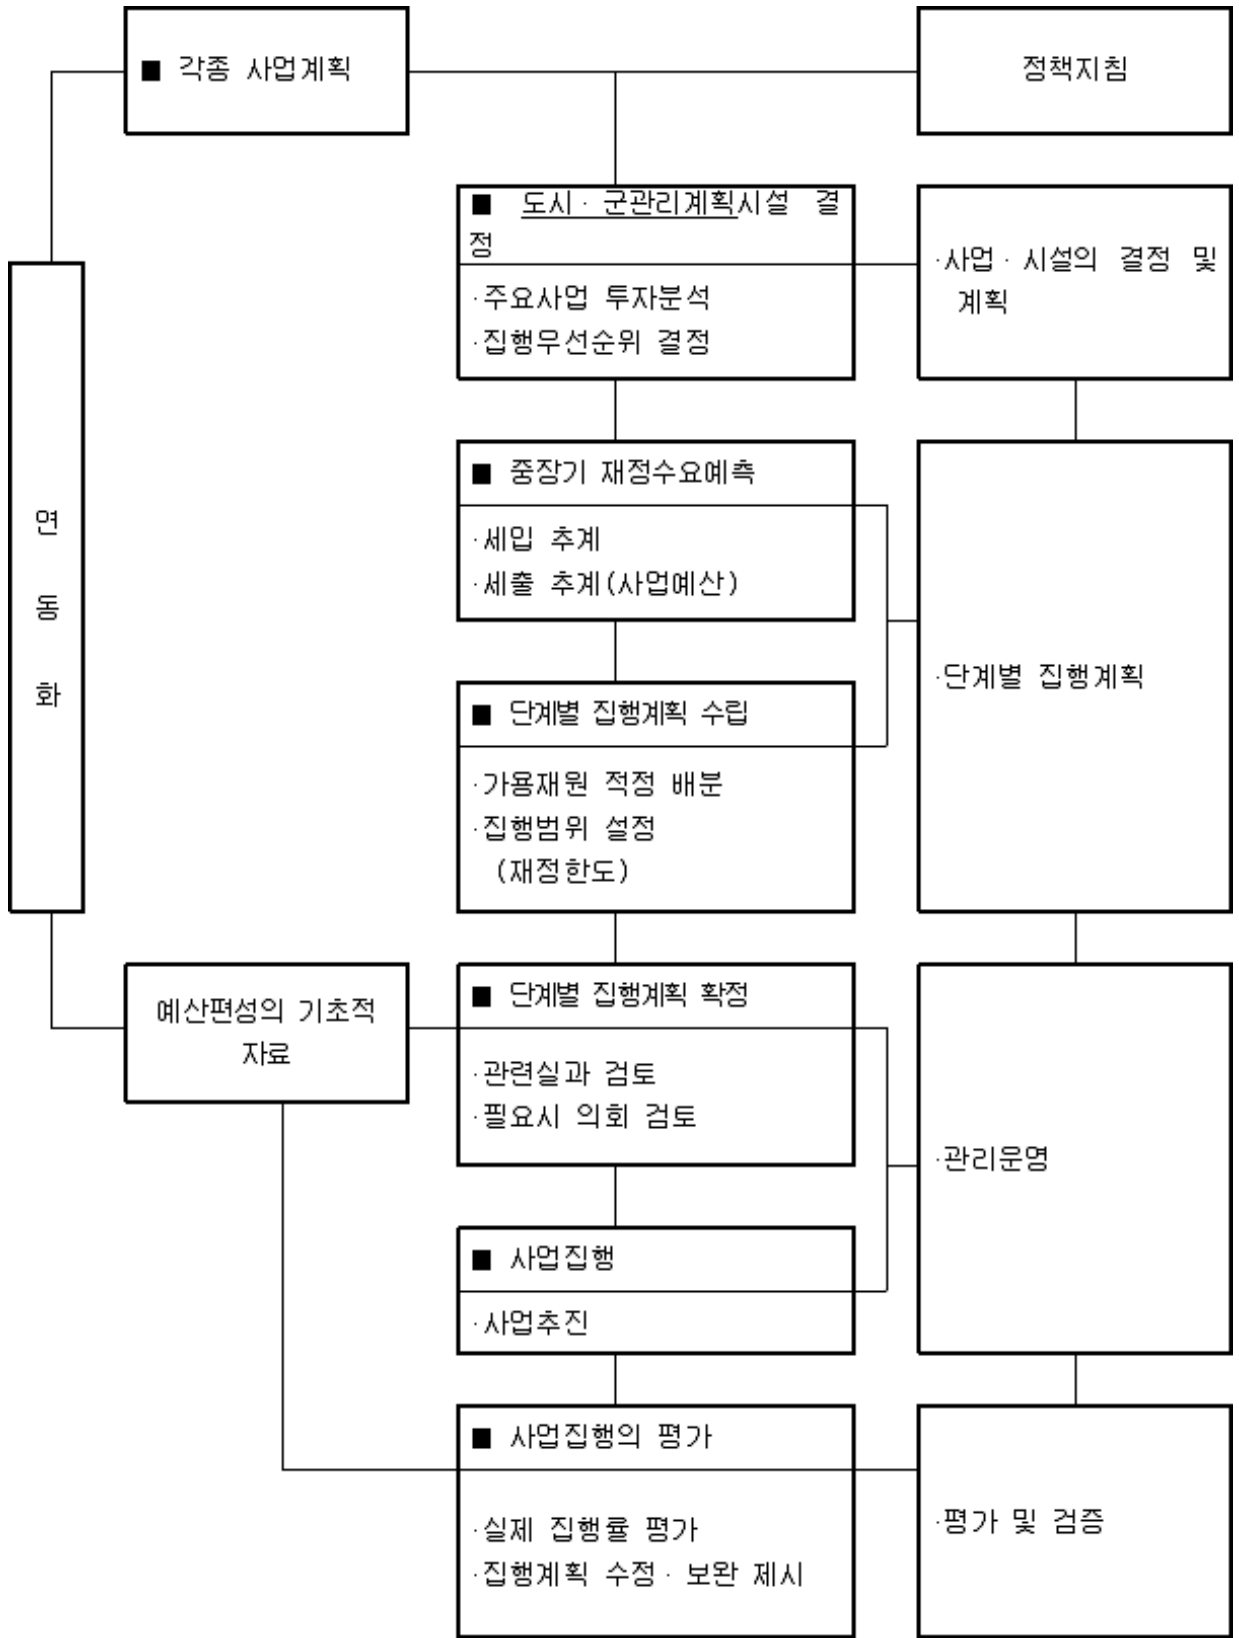 ■ 각종 사업계획
정책지침
■ 도시·군관리계획시설 결
정
·주요사업 투자분석
·집행우선순위 결정
·사업·시설의 결정 및
계획
연
동
화
■ 중장기 재정수요예측
·세입 추계
·세출 추계(사업예산)
■ 단계별 집행계획 수립
·가용재원 적정 배분
·집행범위 설정
(재정한도)
·단계별 집행계획
예산편성의 기초적
자료
■ 단계별 집행계획 확정
·관련실과 검토
·필요시 의회 검토
■ 사업집행
·사업추진
·관리운영
■ 사업집행의 평가
·실제 집행률 평가
·집행계획 수정·보완 제시
·평가 및 검증